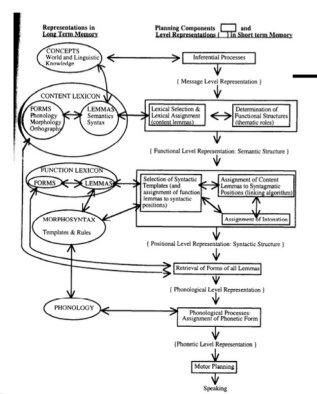 Representations in
Long Term Memory
Planning Components and
Level Representations { } in Short term Memory
CONCEPTS
World and Linguistic
Knowledge
Inferential Processes
{ Message Level Representation }
CONTENT LEXICON
FORMS
Phonology
Morphology
Orthography
LEMMAS
Semantics
Syntax
Lexical Selection &
Lexical Assignment
(content lemmas)
Determination of
Functional Structures
(thematic roles)
{ Functional Level Representation: Semantic Structure }
FUNCTION LEXICON
FORMS
LEMMAS
Selection of Syntactic
Templates (and
assignment of function
lemmas to syntactic
positions)
Assignment of Content
Lemmas to Syntagmatic
Positions (linking algorithm)
Assignment of Intonation
MORPHOSYNTAX
Templates & Rules
{ Positional Level Representation: Syntactic Structure }
Retrieval of Forms of all Lemmas
{ Phonological Level Representation }
PHONOLOGY
Phonological Processes:
Assignment of Phonetic Form
{Phonetic Level Representation }
Motor Planning
Speaking